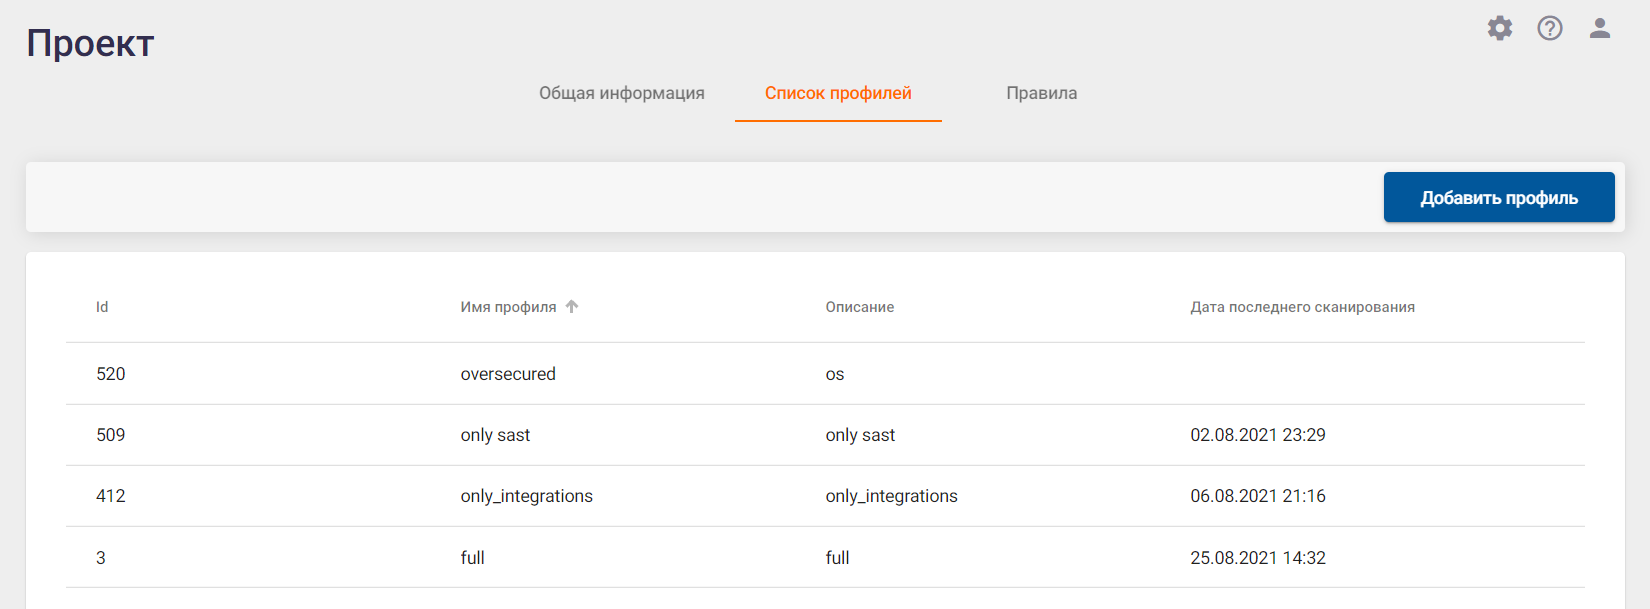 Проект
Общая информация Список профилей Правила
Добавить профиль
Id Имя профиля Описание Дата последнего сканирования
520 oversecured os
509 only sast only sast 02.08.2021 23:29
412 only_integrations only_integrations 06.08.2021 21:16
3 full full 25.08.2021 14:32